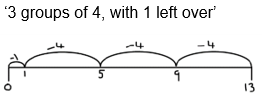 ‘3 groups of 4, with 1 left over’
-1 -4 -4 -4
0 1 5 9 13